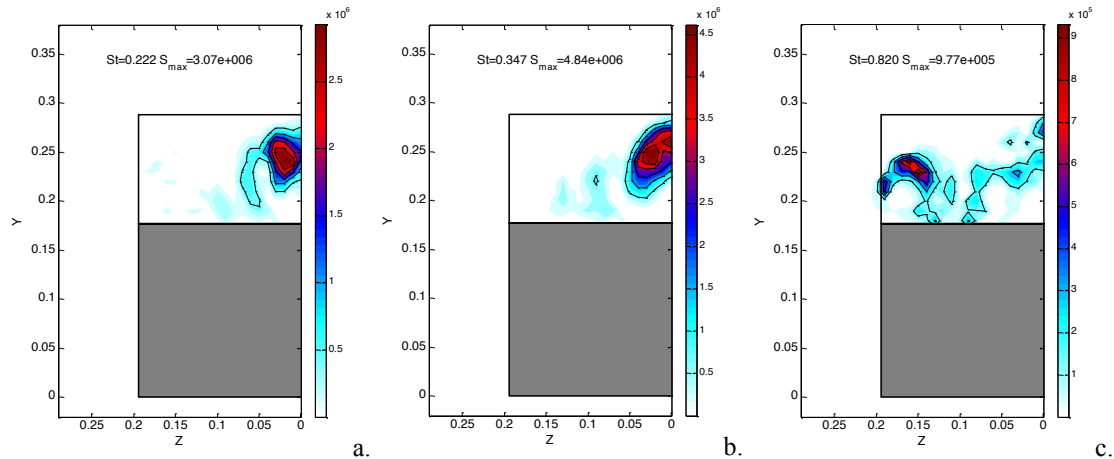 x 10^6
St=0.222 S_max=3.07e+006
0.38
0.35
0.3
0.25
0.2
0.15
0.1
0.05
0
Y
0.25 0.2 0.15 0.1 0.05 0
Z
2.5
2
1.5
1
0.5
a.
x 10^6
St=0.347 S_max=4.84e+006
0.35
0.3
0.25
0.2
0.15
0.1
0.05
0
Y
0.25 0.2 0.15 0.1 0.05 0
Z
4.5
4
3.5
3
2.5
2
1.5
1
0.5
b.
x 10^5
St=0.820 S_max=9.77e+005
0.35
0.3
0.25
0.2
0.15
0.1
0.05
0
Y
0.25 0.2 0.15 0.1 0.05 0
Z
9
8
7
6
5
4
3
2
1
c.